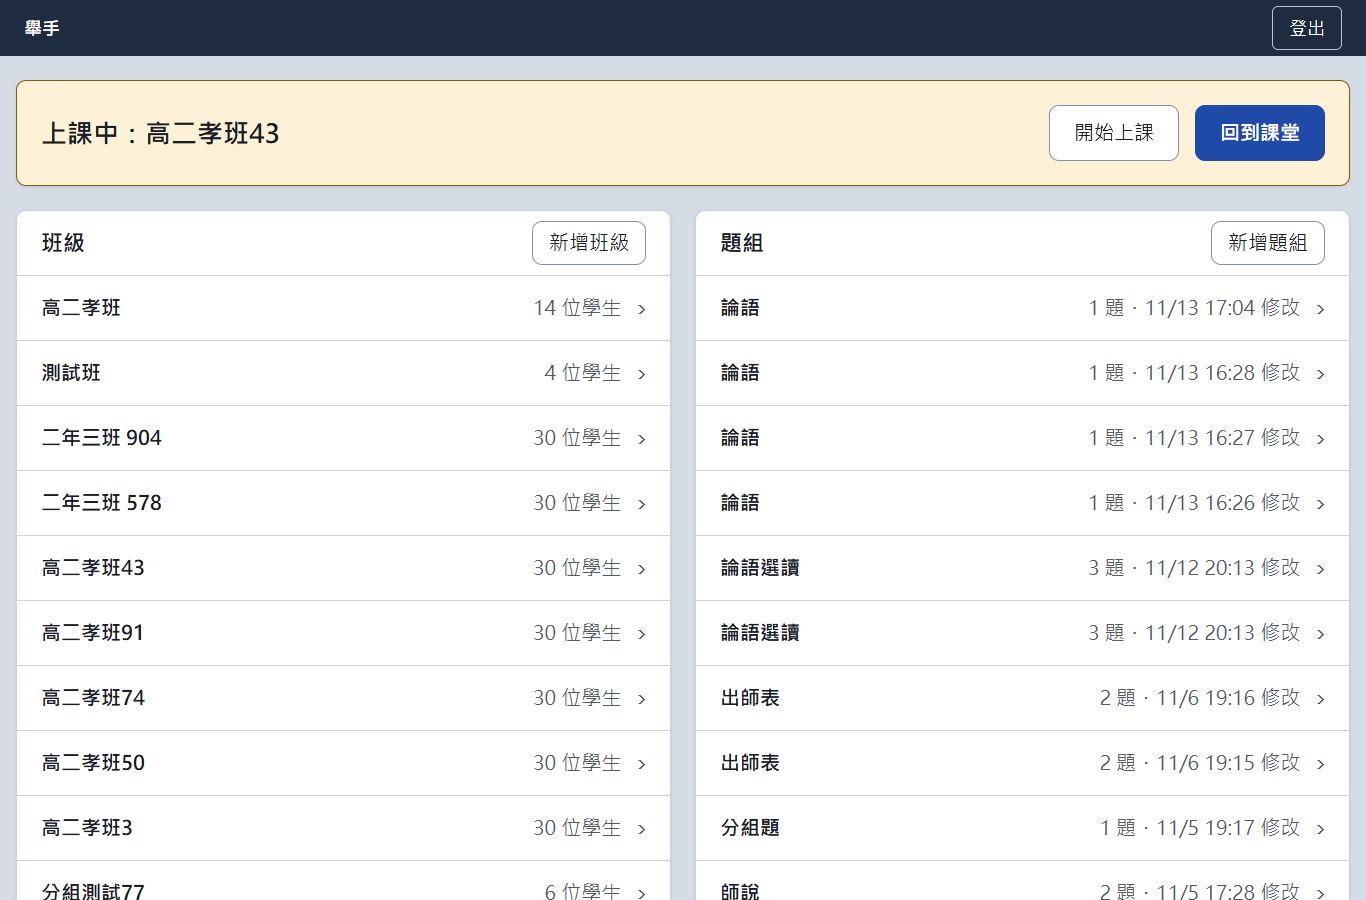 舉手 登出
上課中：高二孝班43 開始上課 回到課堂
班級 新增班級
高二孝班 14 位學生 ›
測試班 4 位學生 ›
二年三班 904 30 位學生 ›
二年三班 578 30 位學生 ›
高二孝班43 30 位學生 ›
高二孝班91 30 位學生 ›
高二孝班74 30 位學生 ›
高二孝班50 30 位學生 ›
高二孝班3 30 位學生 ›
分組測試77 6 位學生 ›
題組 新增題組
論語 1 題 · 11/13 17:04 修改 ›
論語 1 題 · 11/13 16:28 修改 ›
論語 1 題 · 11/13 16:27 修改 ›
論語 1 題 · 11/13 16:26 修改 ›
論語選讀 3 題 · 11/12 20:13 修改 ›
論語選讀 3 題 · 11/12 20:13 修改 ›
出師表 2 題 · 11/6 19:16 修改 ›
出師表 2 題 · 11/6 19:15 修改 ›
分組題 1 題 · 11/5 19:17 修改 ›
師說 2 題 · 11/5 17:28 修改 ›